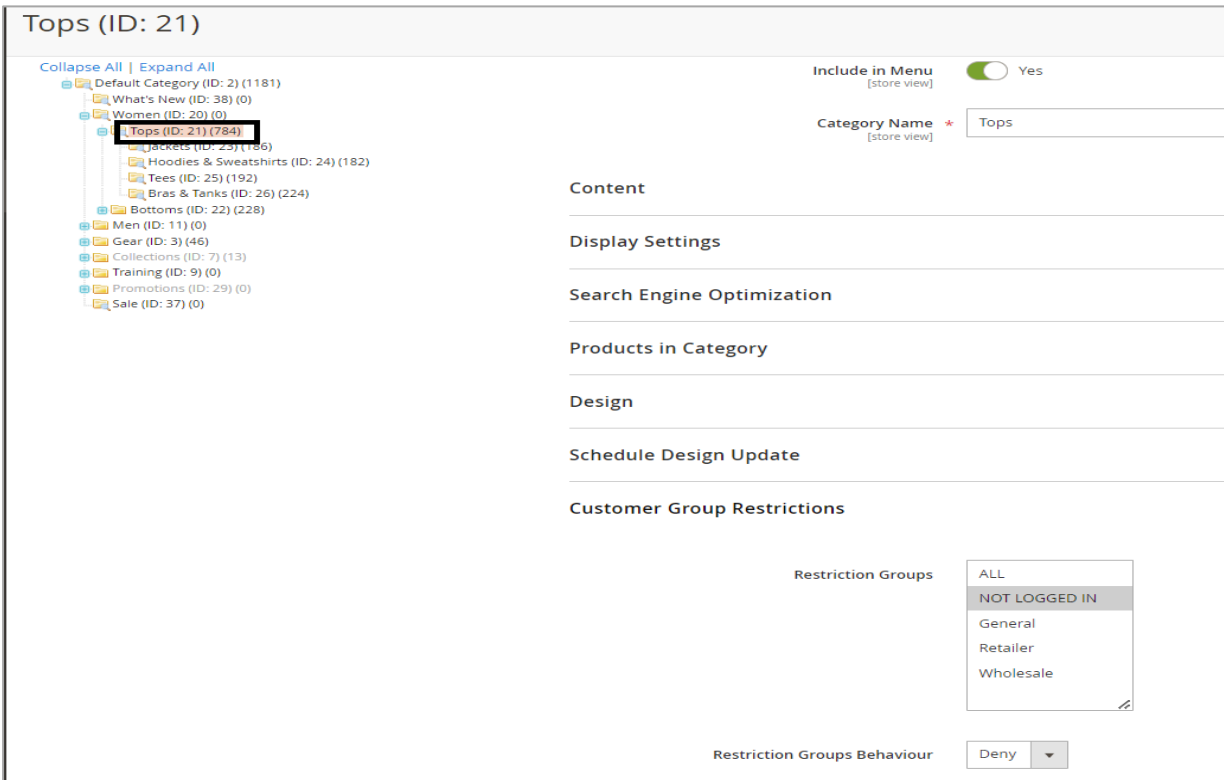 Tops (ID: 21)
Collapse All | Expand All
Default Category (ID: 2) (1181)
What's New (ID: 38) (0)
Women (ID: 20) (0)
Tops (ID: 21) (784)
Jackets (ID: 23) (186)
Hoodies & Sweatshirts (ID: 24) (182)
Tees (ID: 25) (192)
Bras & Tanks (ID: 26) (224)
Bottoms (ID: 22) (228)
Men (ID: 11) (0)
Gear (ID: 3) (46)
Collections (ID: 7) (13)
Training (ID: 9) (0)
Promotions (ID: 29) (0)
Sale (ID: 37) (0)
Include in Menu Yes
[store view]
Category Name * Tops
[store view]
Content
Display Settings
Search Engine Optimization
Products in Category
Design
Schedule Design Update
Customer Group Restrictions
Restriction Groups
ALL
NOT LOGGED IN
General
Retailer
Wholesale
Restriction Groups Behaviour Deny